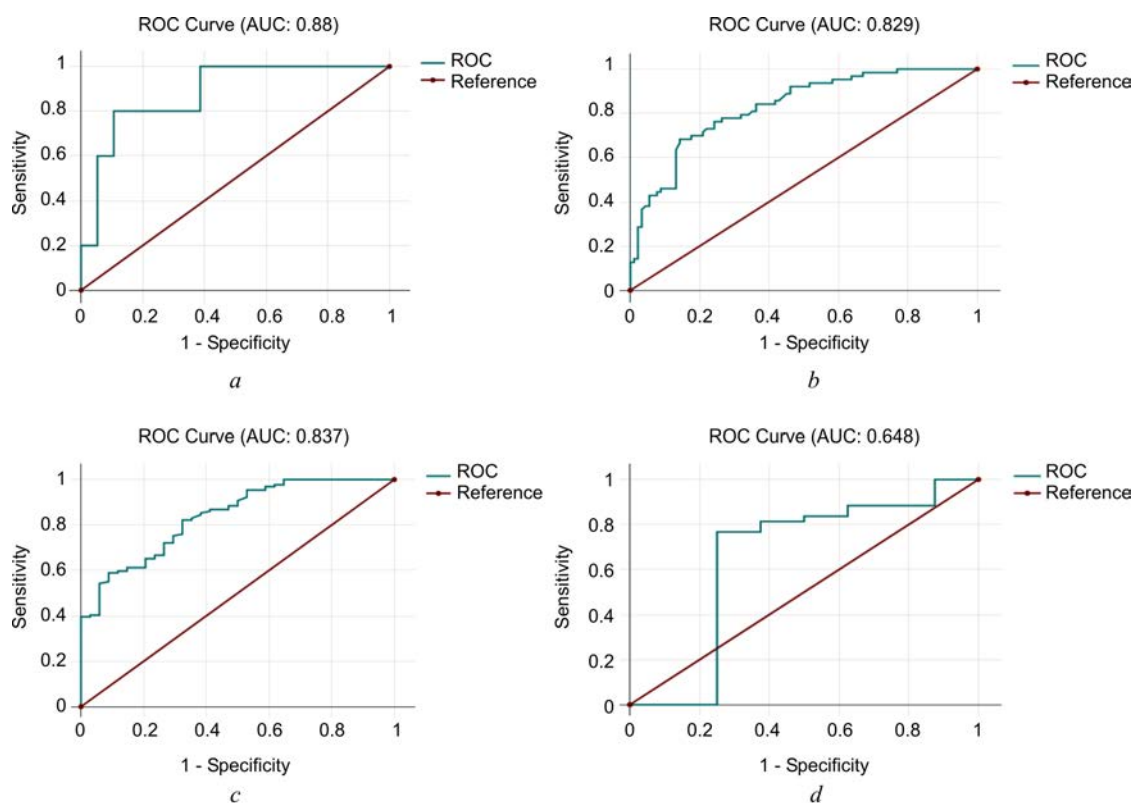 ROC Curve (AUC: 0.88)
ROC
Reference
Sensitivity
1
0.8
0.6
0.4
0.2
0
0 0.2 0.4 0.6 0.8 1
1 - Specificity
a
ROC Curve (AUC: 0.829)
ROC
Reference
Sensitivity
1
0.8
0.6
0.4
0.2
0
0 0.2 0.4 0.6 0.8 1
1 - Specificity
b
ROC Curve (AUC: 0.837)
ROC
Reference
Sensitivity
1
0.8
0.6
0.4
0.2
0
0 0.2 0.4 0.6 0.8 1
1 - Specificity
c
ROC Curve (AUC: 0.648)
ROC
Reference
Sensitivity
1
0.8
0.6
0.4
0.2
0
0 0.2 0.4 0.6 0.8 1
1 - Specificity
d